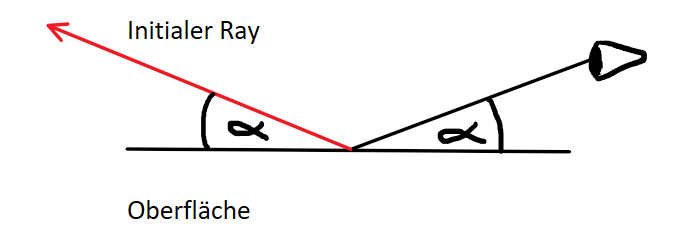 Initialer Ray
α
α
Oberfläche